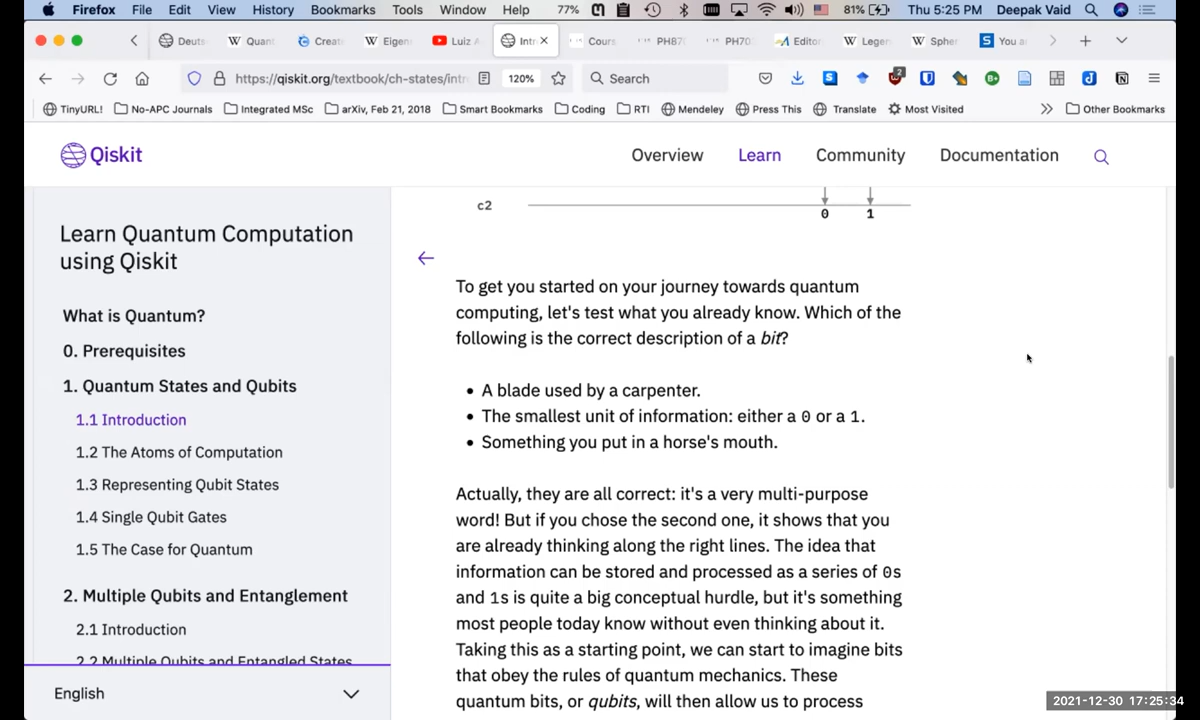 Firefox File Edit View History Bookmarks Tools Window Help 77% 81% Thu 5:25 PM Deepak Vaid
Deuts W Quan Creat W Eigen Luiz A Intr Cours PH87 PH70 Editor W Leger W Spher S You a
https://qiskit.org/textbook/ch-states/intr 120% Search
TinyURL! No-APC Journals Integrated MSc arXiv, Feb 21, 2018 Smart Bookmarks Coding RTI Mendeley Press This Translate Most Visited Other Bookmarks
Qiskit Overview Learn Community Documentation
c2
0 1
Learn Quantum Computation
using Qiskit
What is Quantum?
0. Prerequisites
1. Quantum States and Qubits
1.1 Introduction
1.2 The Atoms of Computation
1.3 Representing Qubit States
1.4 Single Qubit Gates
1.5 The Case for Quantum
2. Multiple Qubits and Entanglement
2.1 Introduction
2.2 Multiple Qubits and Entangled States
English
To get you started on your journey towards quantum
computing, let's test what you already know. Which of the
following is the correct description of a bit?
• A blade used by a carpenter.
• The smallest unit of information: either a 0 or a 1.
• Something you put in a horse's mouth.
Actually, they are all correct: it's a very multi-purpose
word! But if you chose the second one, it shows that you
are already thinking along the right lines. The idea that
information can be stored and processed as a series of 0s
and 1s is quite a big conceptual hurdle, but it's something
most people today know without even thinking about it.
Taking this as a starting point, we can start to imagine bits
that obey the rules of quantum mechanics. These
quantum bits, or qubits, will then allow us to process
2021-12-30 17:25:34